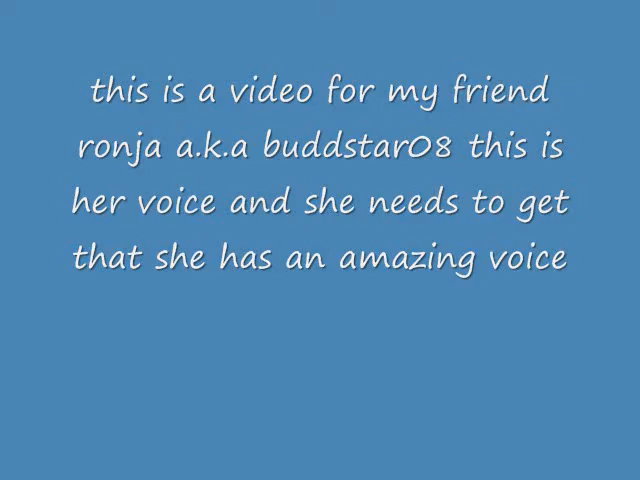 this is a video for my friend
ronja a.k.a buddstar08 this is
her voice and she needs to get
that she has an amazing voice